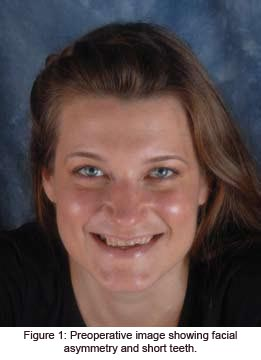 Figure 1: Preoperative image showing facial
asymmetry and short teeth.